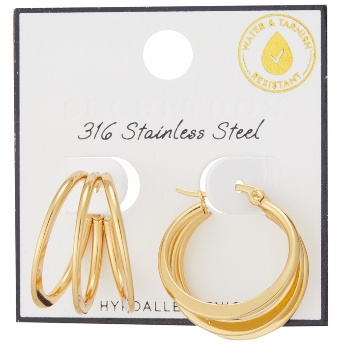 WATER & TARNISH
RESISTANT
316 Stainless Steel